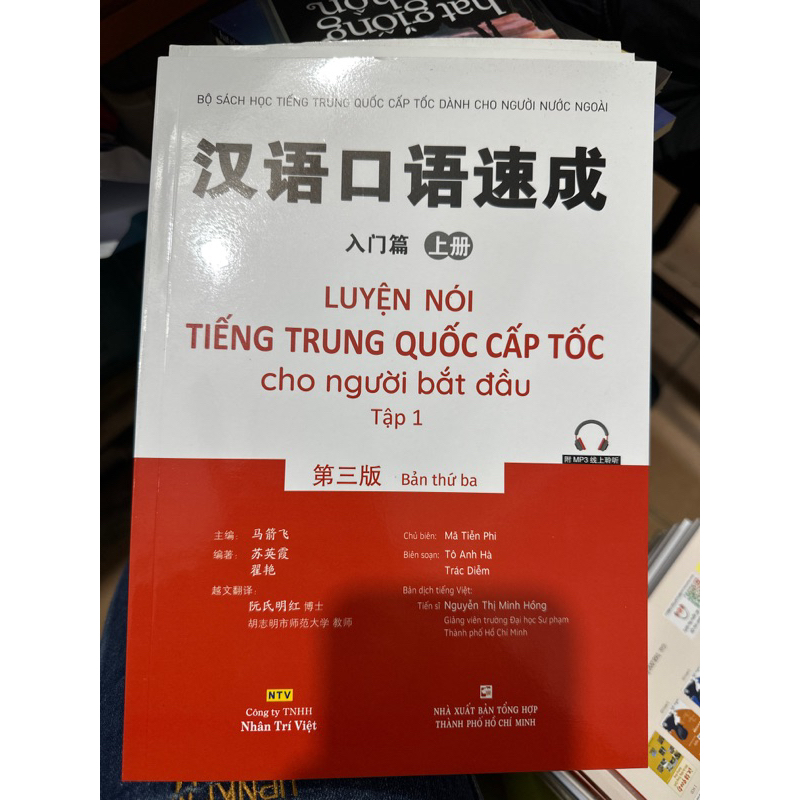 hạt giống
hồn
BỘ SÁCH HỌC TIẾNG TRUNG QUỐC CẤP TỐC DÀNH CHO NGƯỜI NƯỚC NGOÀI
汉语口语速成
入门篇 上册
LUYỆN NÓI
TIẾNG TRUNG QUỐC CẤP TỐC
cho người bắt đầu
Tập 1
附 MP3 线上聆听
第三版 Bản thứ ba
主编: 马箭飞
编著: 苏英霞
翟艳
越文翻译:
阮氏明红 博士
胡志明市师范大学 教师
Chủ biên: Mã Tiễn Phi
Biên soạn: Tô Anh Hà
Trác Diễm
Bản dịch tiếng Việt:
Tiến sĩ Nguyễn Thị Minh Hồng
Giảng viên trường Đại học Sư phạm
Thành phố Hồ Chí Minh
NTV
Công ty TNHH
Nhân Trí Việt
NHÀ XUẤT BẢN TỔNG HỢP
THÀNH PHỐ HỒ CHÍ MINH